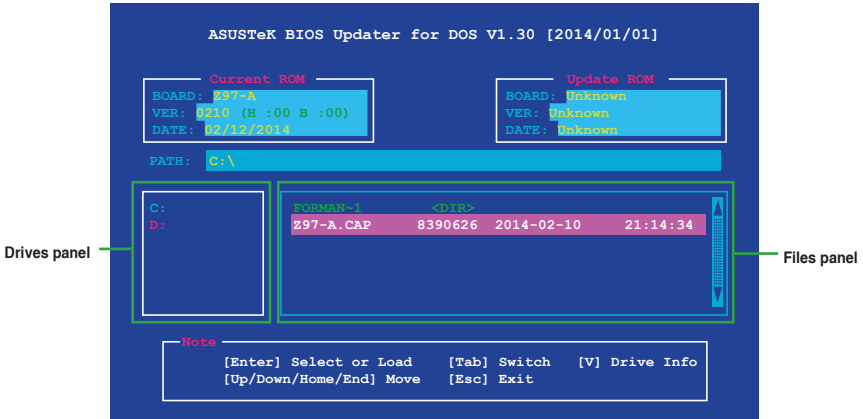 ASUSTeK BIOS Updater for DOS V1.30 [2014/01/01]
Current ROM
BOARD: Z97-A
VER: 0210 (H :00 B :00)
DATE: 02/12/2014
Update ROM
BOARD: Unknown
VER: Unknown
DATE: Unknown
PATH: C:\
Drives panel
C:
D:
FORMAN~1 <DIR>
Z97-A.CAP 8390626 2014-02-10 21:14:34
Files panel
Note
[Enter] Select or Load [Tab] Switch [V] Drive Info
[Up/Down/Home/End] Move [Esc] Exit